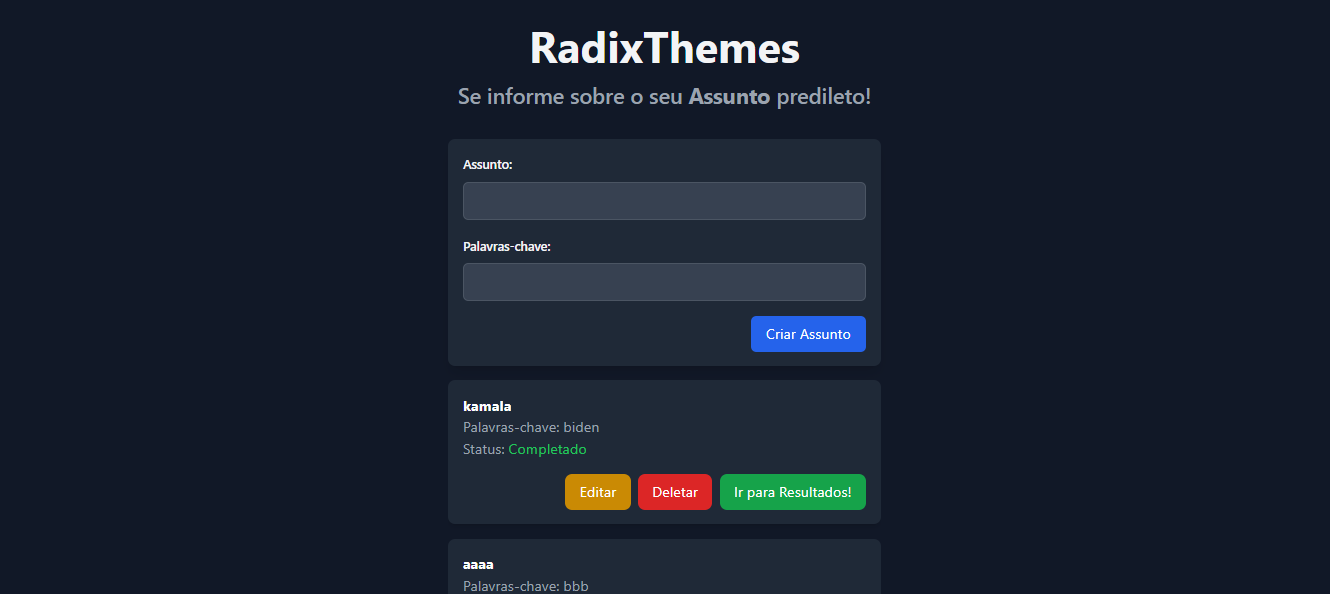 RadixThemes
Se informe sobre o seu Assunto predileto!
Assunto:
Palavras-chave:
Criar Assunto
kamala
Palavras-chave: biden
Status: Completado
Editar Deletar Ir para Resultados!
aaaa
Palavras-chave: bbb